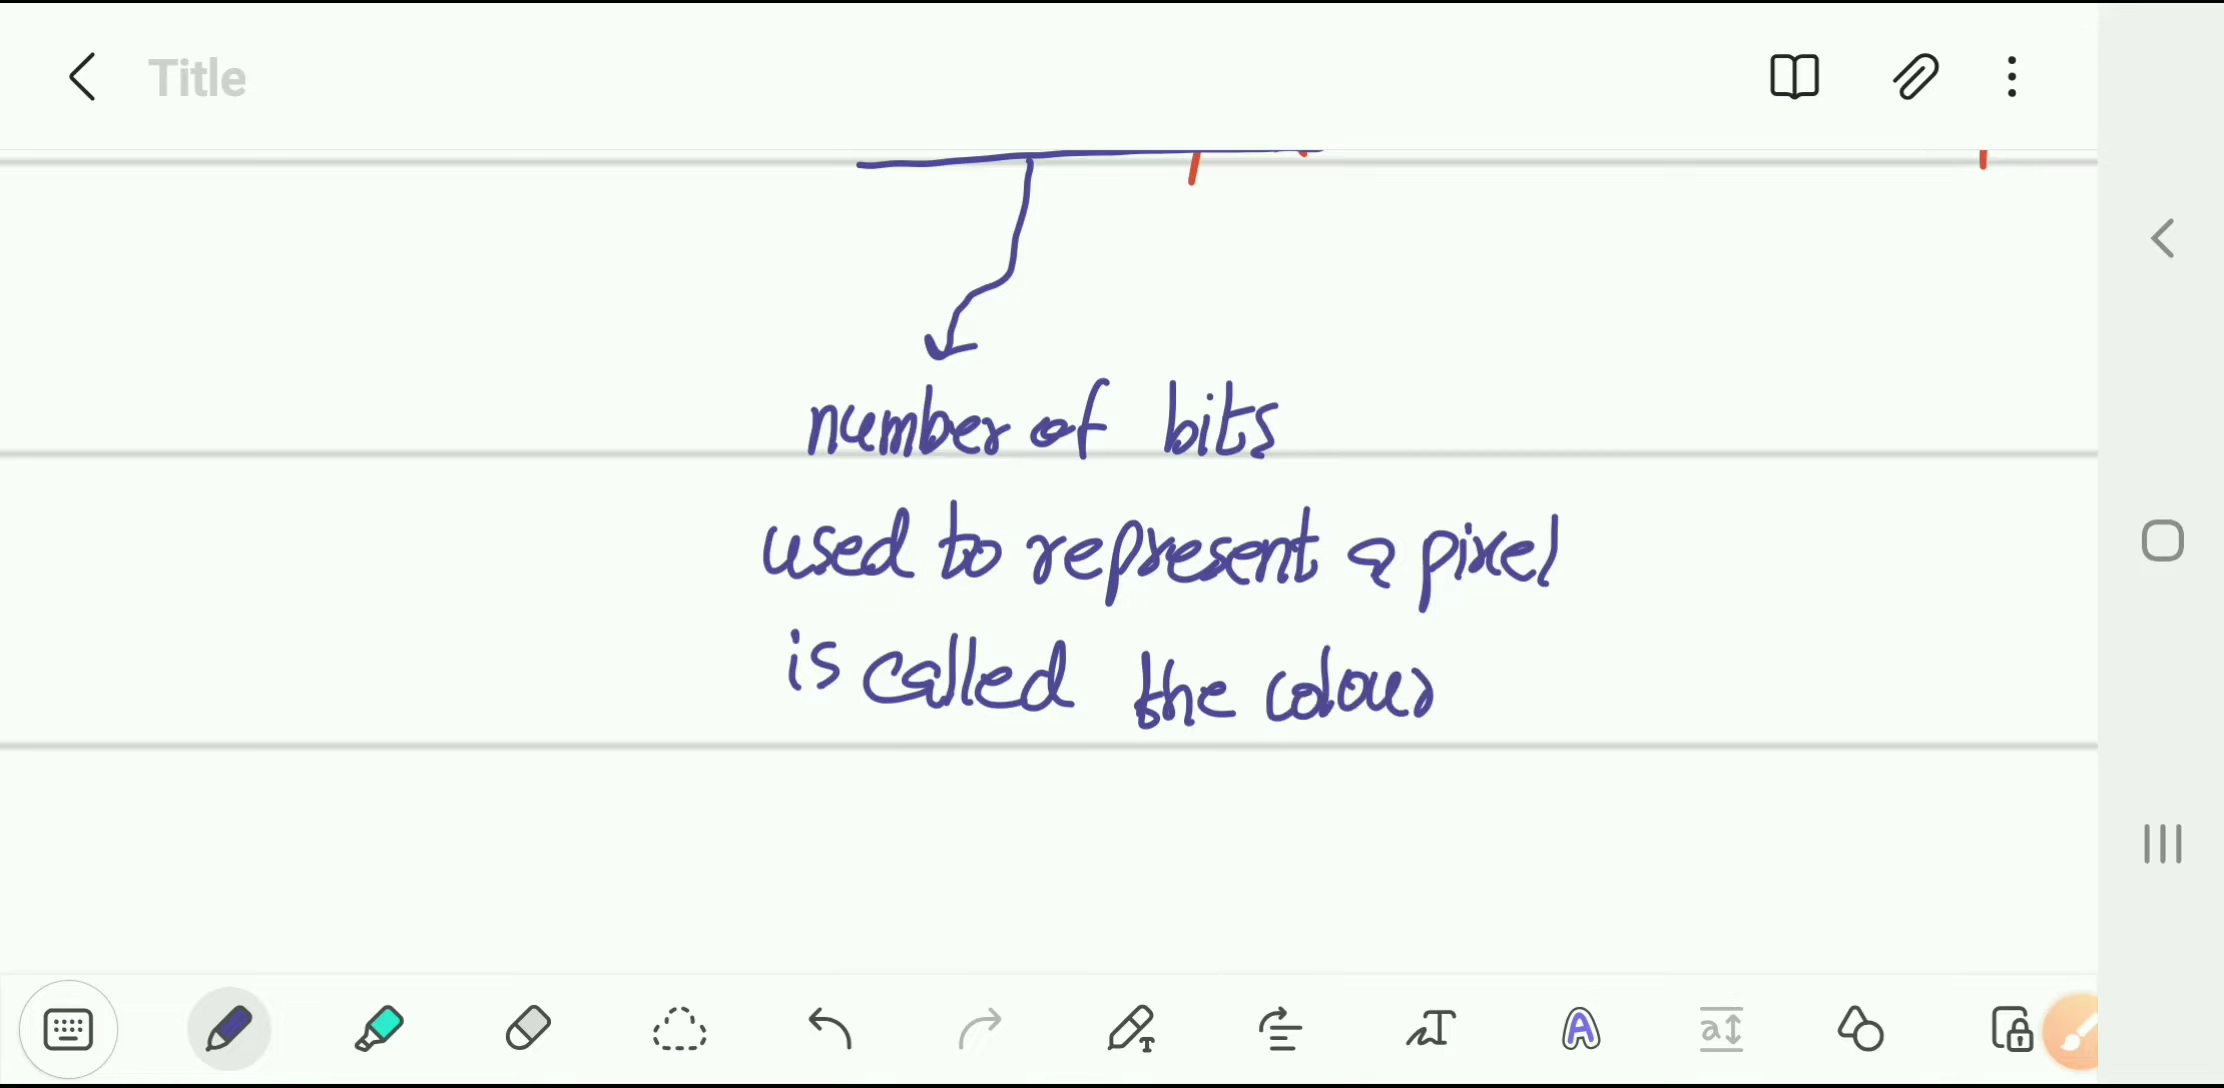 Title
number of bits
used to represent a pixel
is called the colour